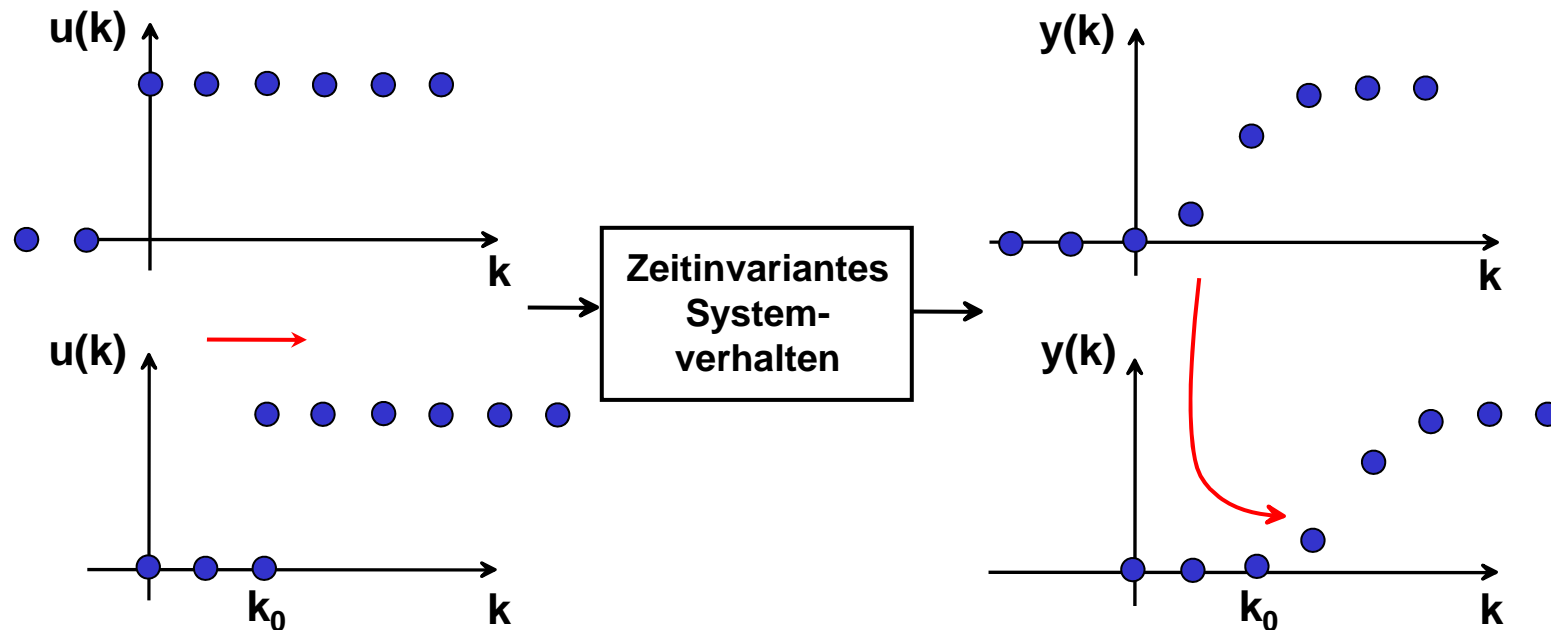 u(k)
k
Zeitinvariantes
System-
verhalten
y(k)
k
u(k)
k₀
k
y(k)
k₀
k